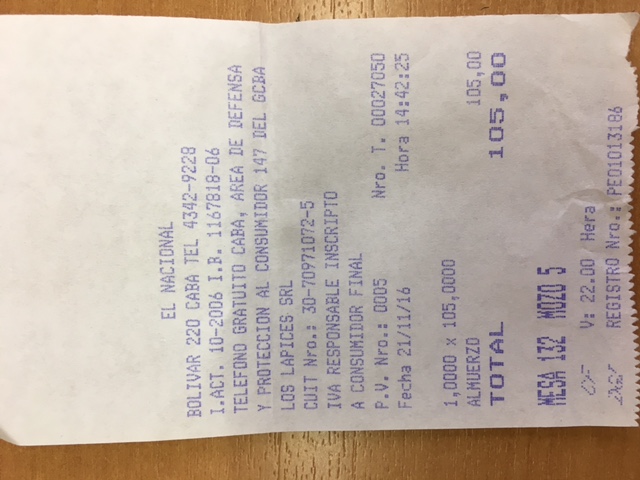 EL NACIONAL
BOLIVAR 220 CABA TEL 4342-9228
I.ACT. 10-2006 I.B. 1167818-06
TELEFONO GRATUITO CABA, AREA DE DEFENSA
Y PROTECCION AL CONSUMIDOR 147 DEL GCBA
LOS LAPICES SRL
CUIT Nro.: 30-70971072-5
IVA RESPONSABLE INSCRIPTO
A CONSUMIDOR FINAL
P.V. Nro.: 0005 Nro. T. 00027050
Fecha 21/11/16 Hora 14:42:25
1,0000 x 105,0000
ALMUERZO 105,00
TOTAL 105,00
MESA 132 MOZO 5
CF V: 22.00 Hera
DGI REGISTRO Nro.: PEO1013186